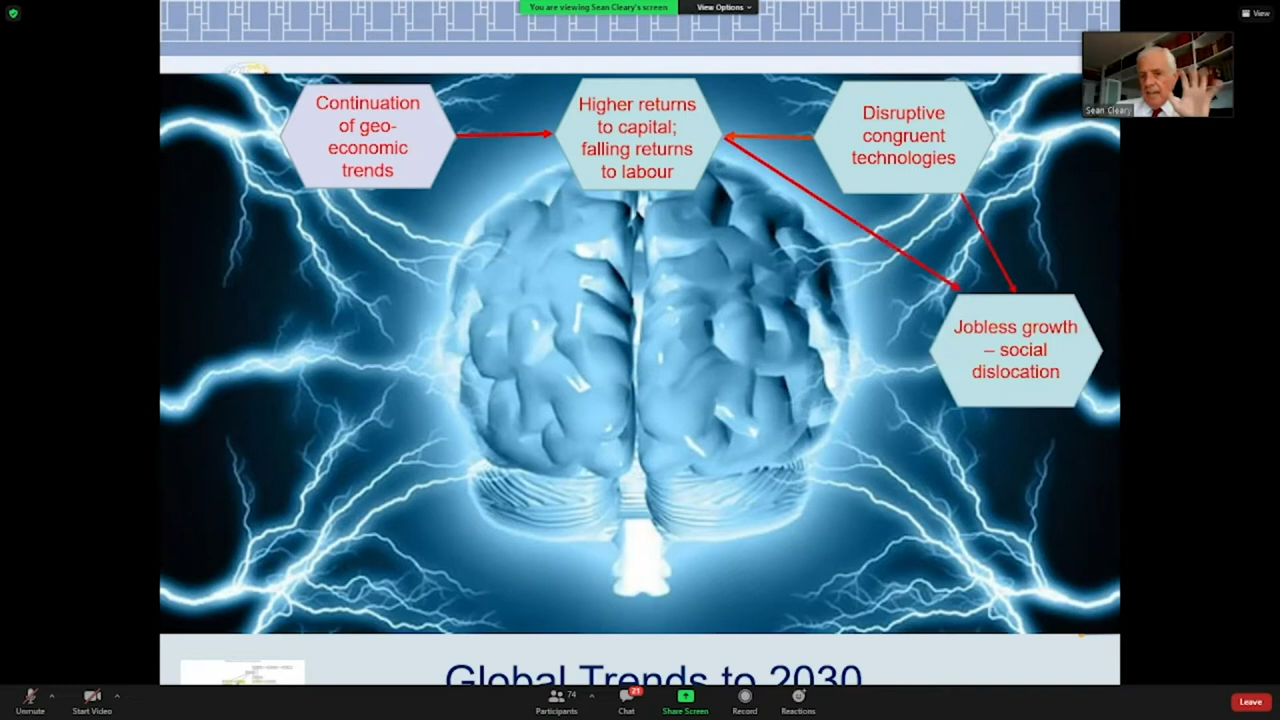 You are viewing Sean Cleary's screen
View Options
View
Continuation
of geo-
economic
trends
Higher returns
to capital;
falling returns
to labour
Disruptive
congruent
technologies
Sean Cleary
Jobless growth
– social
dislocation
Global Trends to 2030
Unmute
Start Video
74
Participants
21
Chat
Share Screen
Record
Reactions
Leave